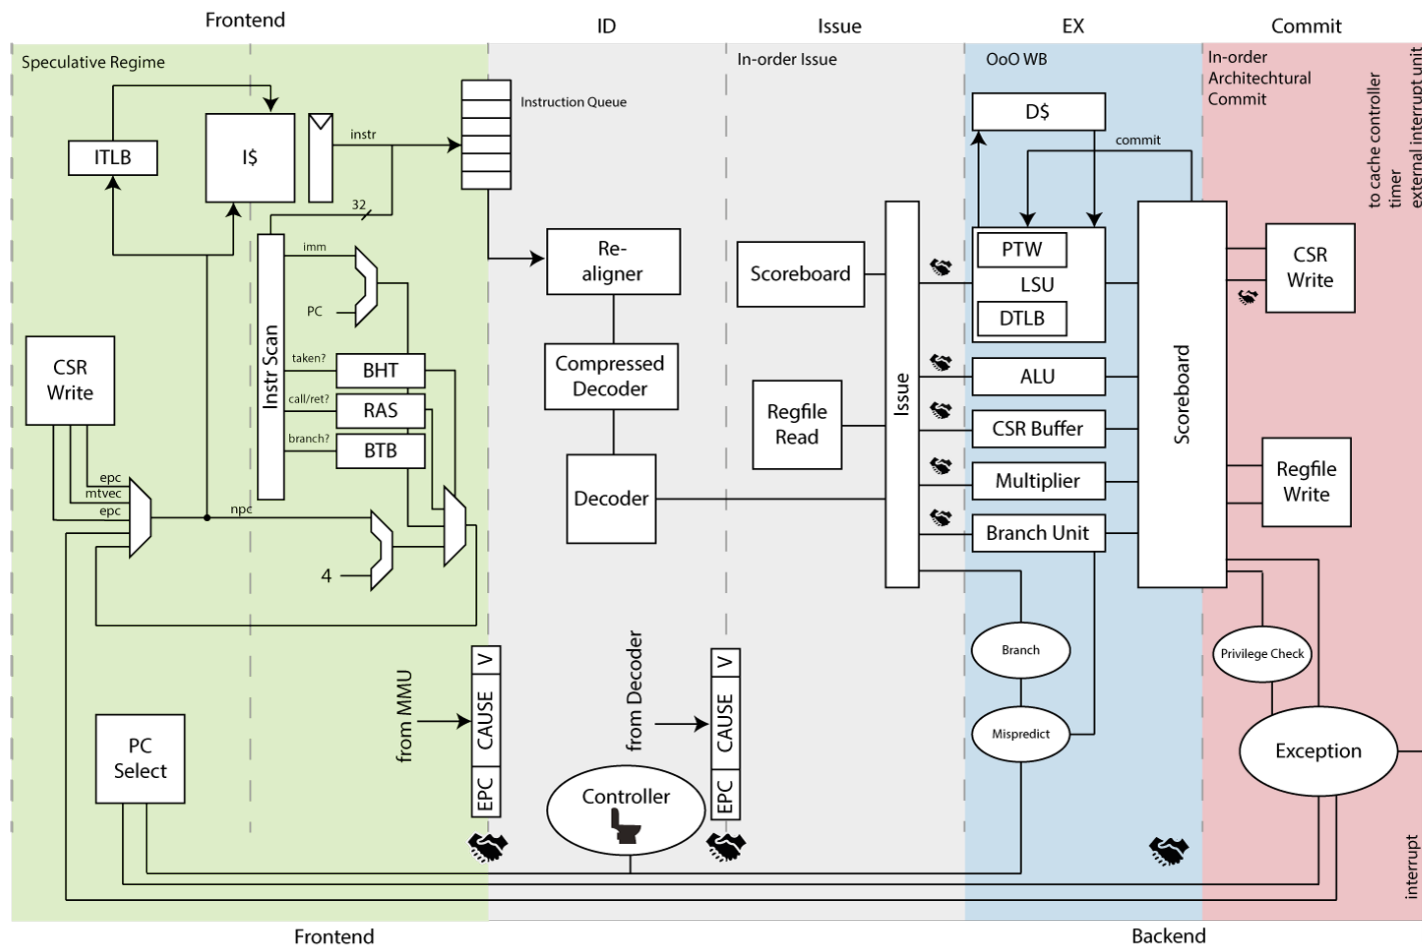 Frontend
ID
Issue
EX
Commit
Speculative Regime
In-order Issue
OoO WB
In-order
Architechtural
Commit
to cache controller
timer
external interrupt unit
Instruction Queue
instr
ITLB
I$
32
D$
commit
imm
PC
Instr Scan
Re-
aligner
Scoreboard
PTW
LSU
DTLB
CSR
Write
CSR
Write
taken?
BHT
call/ret?
RAS
branch?
BTB
Compressed
Decoder
Regfile
Read
Issue
ALU
CSR Buffer
Multiplier
Branch Unit
Scoreboard
Regfile
Write
epc
mtvec
epc
npc
4
Decoder
from MMU
V
CAUSE
EPC
from Decoder
V
CAUSE
EPC
Branch
Mispredict
Privilege Check
Exception
PC
Select
Controller
interrupt
Frontend
Backend